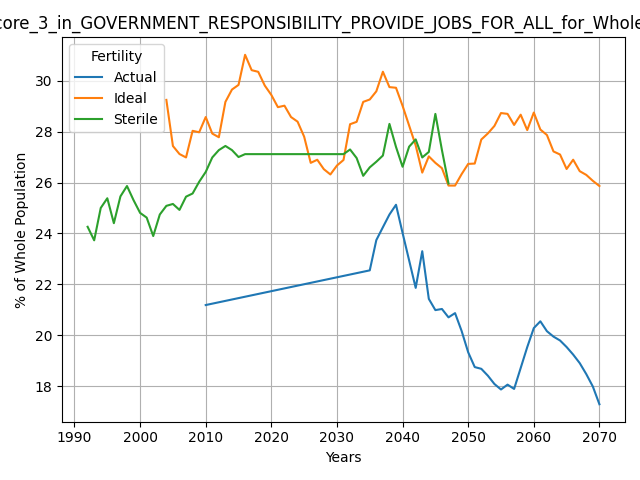 core_3_in_GOVERNMENT_RESPONSIBILITY_PROVIDE_JOBS_FOR_ALL_for_Whole
Fertility
Actual
Ideal
Sterile
% of Whole Population
30
28
26
24
22
20
18
1990 2000 2010 2020 2030 2040 2050 2060 2070
Years